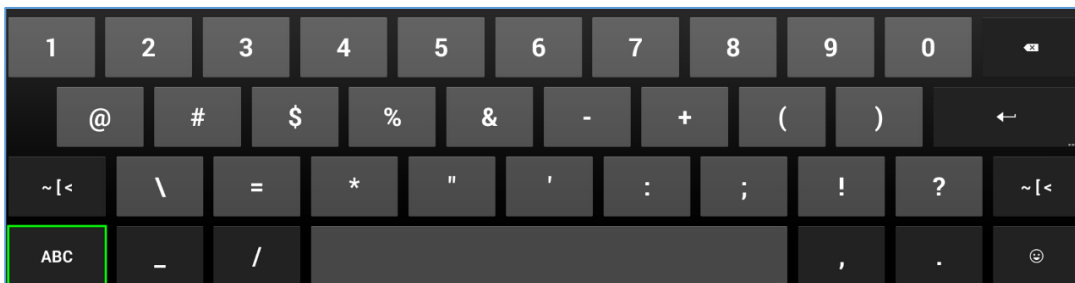 1 2 3 4 5 6 7 8 9 0
@ # $ % & - + ( )
~ [ < \ = * " ' : ; ! ? ~ [ <
ABC _ / , .